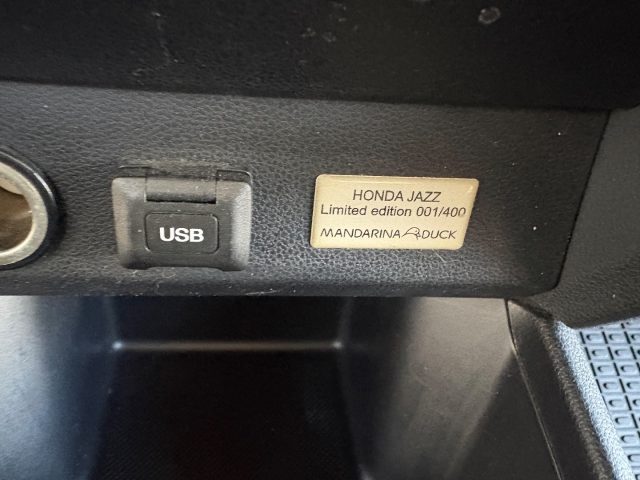 USB
HONDA JAZZ
Limited edition 001/400
MANDARINA DUCK